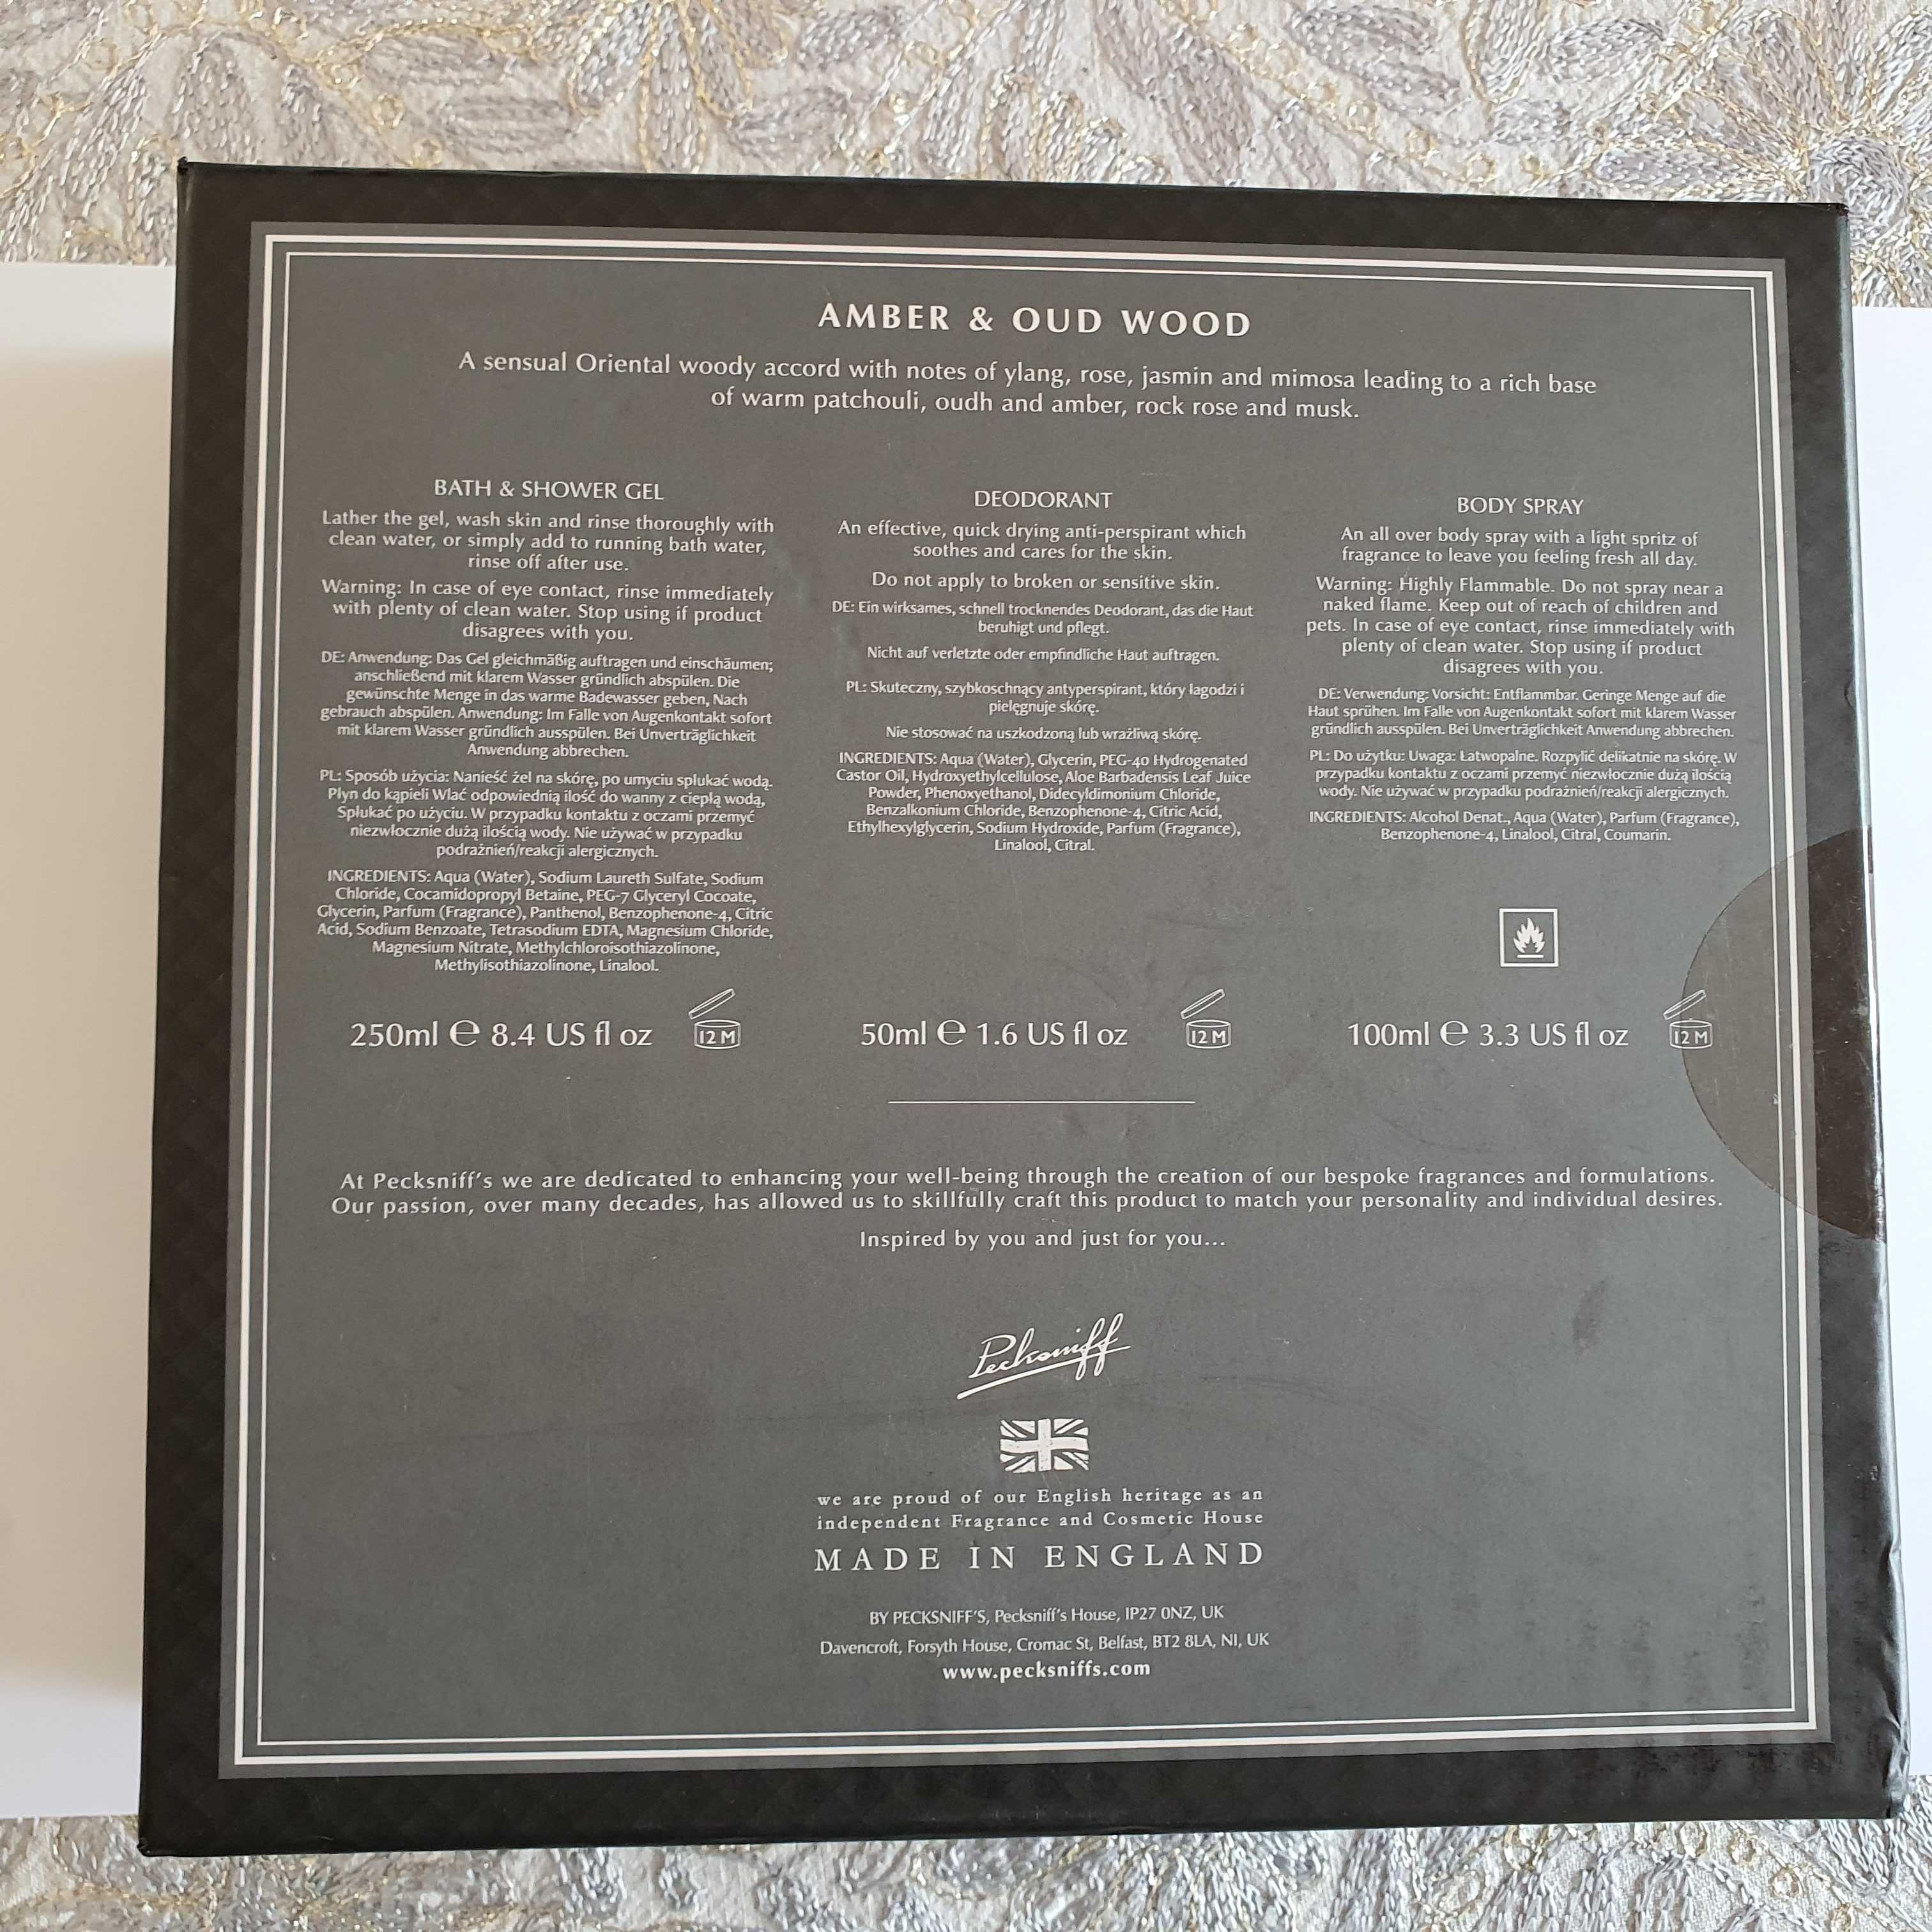 AMBER & OUD WOOD
A sensual Oriental woody accord with notes of ylang, rose, jasmin and mimosa leading to a rich base
of warm patchouli, oudh and amber, rock rose and musk.
BATH & SHOWER GEL
Lather the gel, wash skin and rinse thoroughly with
clean water, or simply add to running bath water,
rinse off after use.
Warning: In case of eye contact, rinse immediately
with plenty of clean water. Stop using if product
disagrees with you.
DE: Anwendung: Das Gel gleichmäßig auftragen und einschäumen;
anschließend mit klarem Wasser gründlich abspülen. Die
gewünschte Menge in das warme Badewasser geben, Nach
gebrauch abspülen. Anwendung: Im Falle von Augenkontakt sofort
mit klarem Wasser gründlich ausspülen. Bei Unverträglichkeit
Anwendung abbrechen.
PL: Sposób użycia: Nanieść żel na skórę, po umyciu spłukać wodą.
Płyn do kąpieli Wlać odpowiednią ilość do wanny z ciepłą wodą,
Spłukać po użyciu. W przypadku kontaktu z oczami przemyć
niezwłocznie dużą ilością wody. Nie używać w przypadku
podrażnień/reakcji alergicznych.
INGREDIENTS: Aqua (Water), Sodium Laureth Sulfate, Sodium
Chloride, Cocamidopropyl Betaine, PEG-7 Glyceryl Cocoate,
Glycerin, Parfum (Fragrance), Panthenol, Benzophenone-4, Citric
Acid, Sodium Benzoate, Tetrasodium EDTA, Magnesium Chloride,
Magnesium Nitrate, Methylchloroisothiazolinone,
Methylisothiazolinone, Linalool.
250ml ℮ 8.4 US fl oz
12 M
DEODORANT
An effective, quick drying anti-perspirant which
soothes and cares for the skin.
Do not apply to broken or sensitive skin.
DE: Ein wirksames, schnell trocknendes Deodorant, das die Haut
beruhigt und pflegt.
Nicht auf verletzte oder empfindliche Haut auftragen.
PL: Skuteczny, szybkoschnący antyperspirant, który łagodzi i
pielęgnuje skórę.
Nie stosować na uszkodzoną lub wrażliwą skórę.
INGREDIENTS: Aqua (Water), Glycerin, PEG-40 Hydrogenated
Castor Oil, Hydroxyethylcellulose, Aloe Barbadensis Leaf Juice
Powder, Phenoxyethanol, Didecyldimonium Chloride,
Benzalkonium Chloride, Benzophenone-4, Citric Acid,
Ethylhexylglycerin, Sodium Hydroxide, Parfum (Fragrance),
Linalool, Citral.
50ml ℮ 1.6 US fl oz
12 M
BODY SPRAY
An all over body spray with a light spritz of
fragrance to leave you feeling fresh all day.
Warning: Highly Flammable. Do not spray near a
naked flame. Keep out of reach of children and
pets. In case of eye contact, rinse immediately with
plenty of clean water. Stop using if product
disagrees with you.
DE: Verwendung: Vorsicht: Entflammbar. Geringe Menge auf die
Haut sprühen. Im Falle von Augenkontakt sofort mit klarem Wasser
gründlich ausspülen. Bei Unverträglichkeit Anwendung abbrechen.
PL: Do użytku: Uwaga: Łatwopalne. Rozpylić delikatnie na skórę. W
przypadku kontaktu z oczami przemyć niezwłocznie dużą ilością
wody. Nie używać w przypadku podrażnień/reakcji alergicznych.
INGREDIENTS: Alcohol Denat., Aqua (Water), Parfum (Fragrance),
Benzophenone-4, Linalool, Citral, Coumarin.
100ml ℮ 3.3 US fl oz
12 M
At Pecksniff's we are dedicated to enhancing your well-being through the creation of our bespoke fragrances and formulations.
Our passion, over many decades, has allowed us to skillfully craft this product to match your personality and individual desires.
Inspired by you and just for you...
Pecksniff
we are proud of our English heritage as an
independent Fragrance and Cosmetic House
MADE IN ENGLAND
BY PECKSNIFF'S, Pecksniff's House, IP27 0NZ, UK
Davencroft, Forsyth House, Cromac St, Belfast, BT2 8LA, NI, UK
www.pecksniffs.com